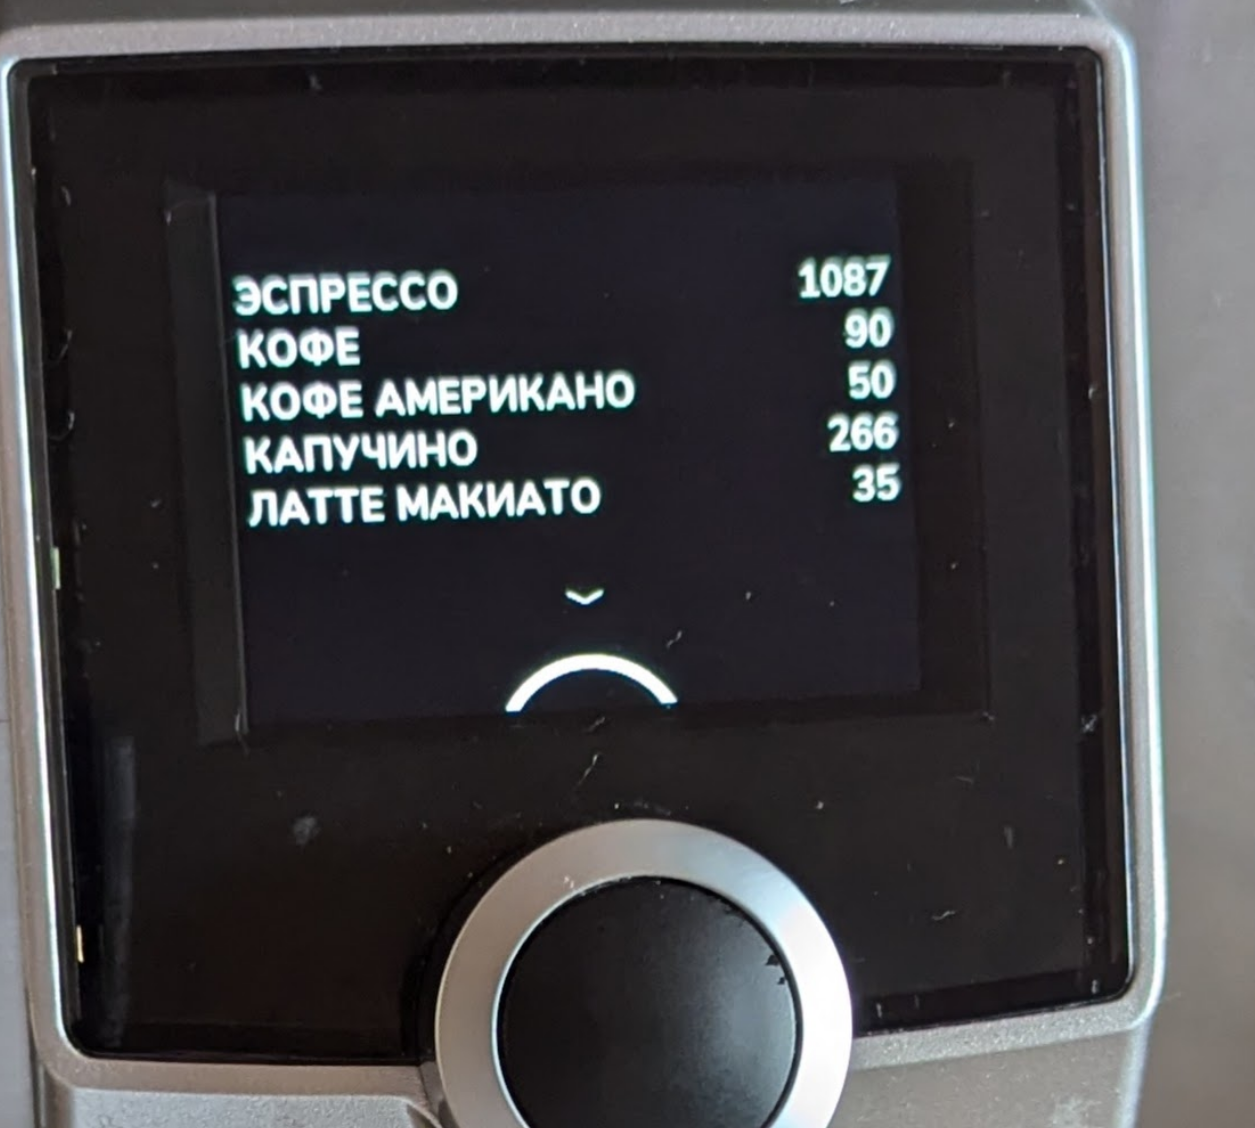 ЭСПРЕССО 1087
КОФЕ 90
КОФЕ АМЕРИКАНО 50
КАПУЧИНО 266
ЛАТТЕ МАКИАТО 35